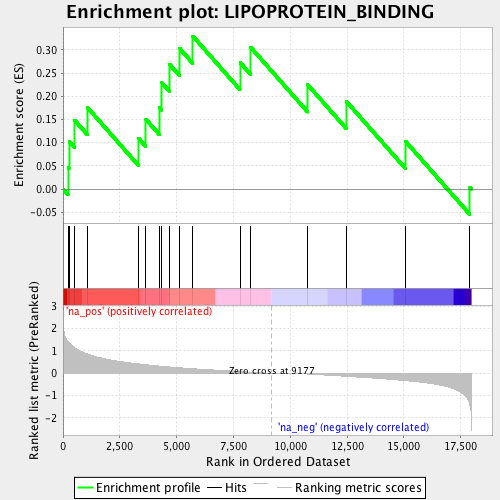 Enrichment plot: LIPOPROTEIN_BINDING
Enrichment score (ES)
0.30
0.25
0.20
0.15
0.10
0.05
0.00
-0.05
'na_pos' (positively correlated)
Ranked list metric (PreRanked)
3
2
1
0
-1
-2
Zero cross at 9177
'na_neg' (negatively correlated)
0
2,500
5,000
7,500
10,000
12,500
15,000
17,500
Rank in Ordered Dataset
Enrichment profile
Hits
Ranking metric scores